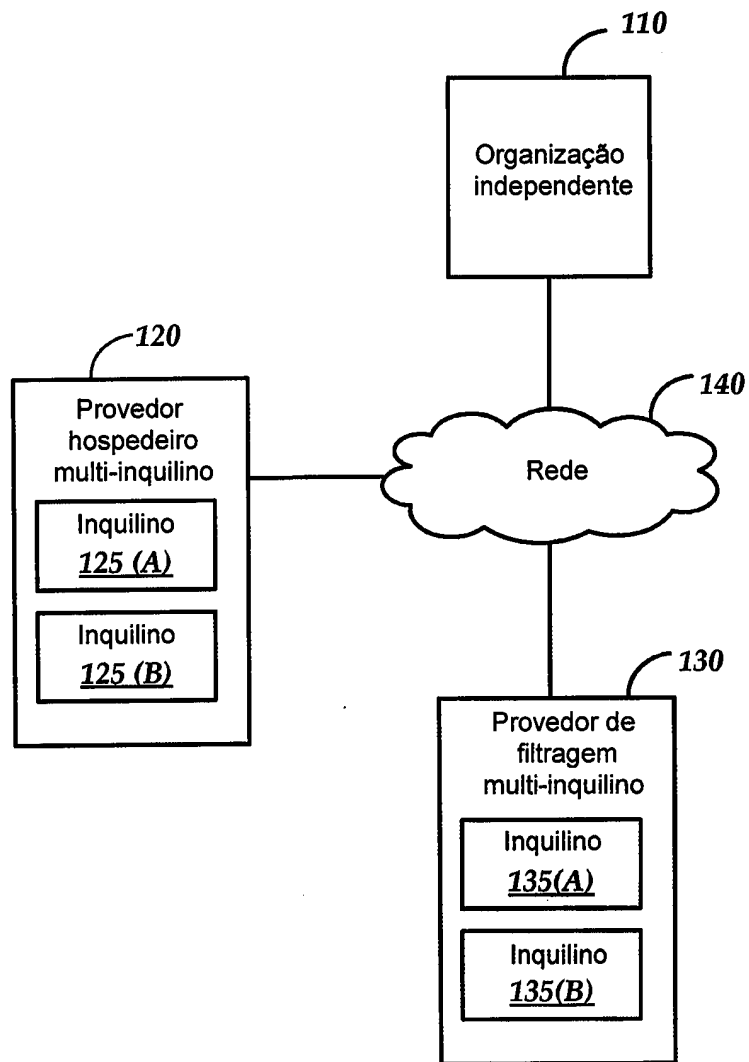 110
Organização
independente
120
Provedor
hospedeiro
multi-inquilino
Inquilino
125 (A)
Inquilino
125 (B)
140
Rede
130
Provedor de
filtragem
multi-inquilino
Inquilino
135(A)
Inquilino
135(B)